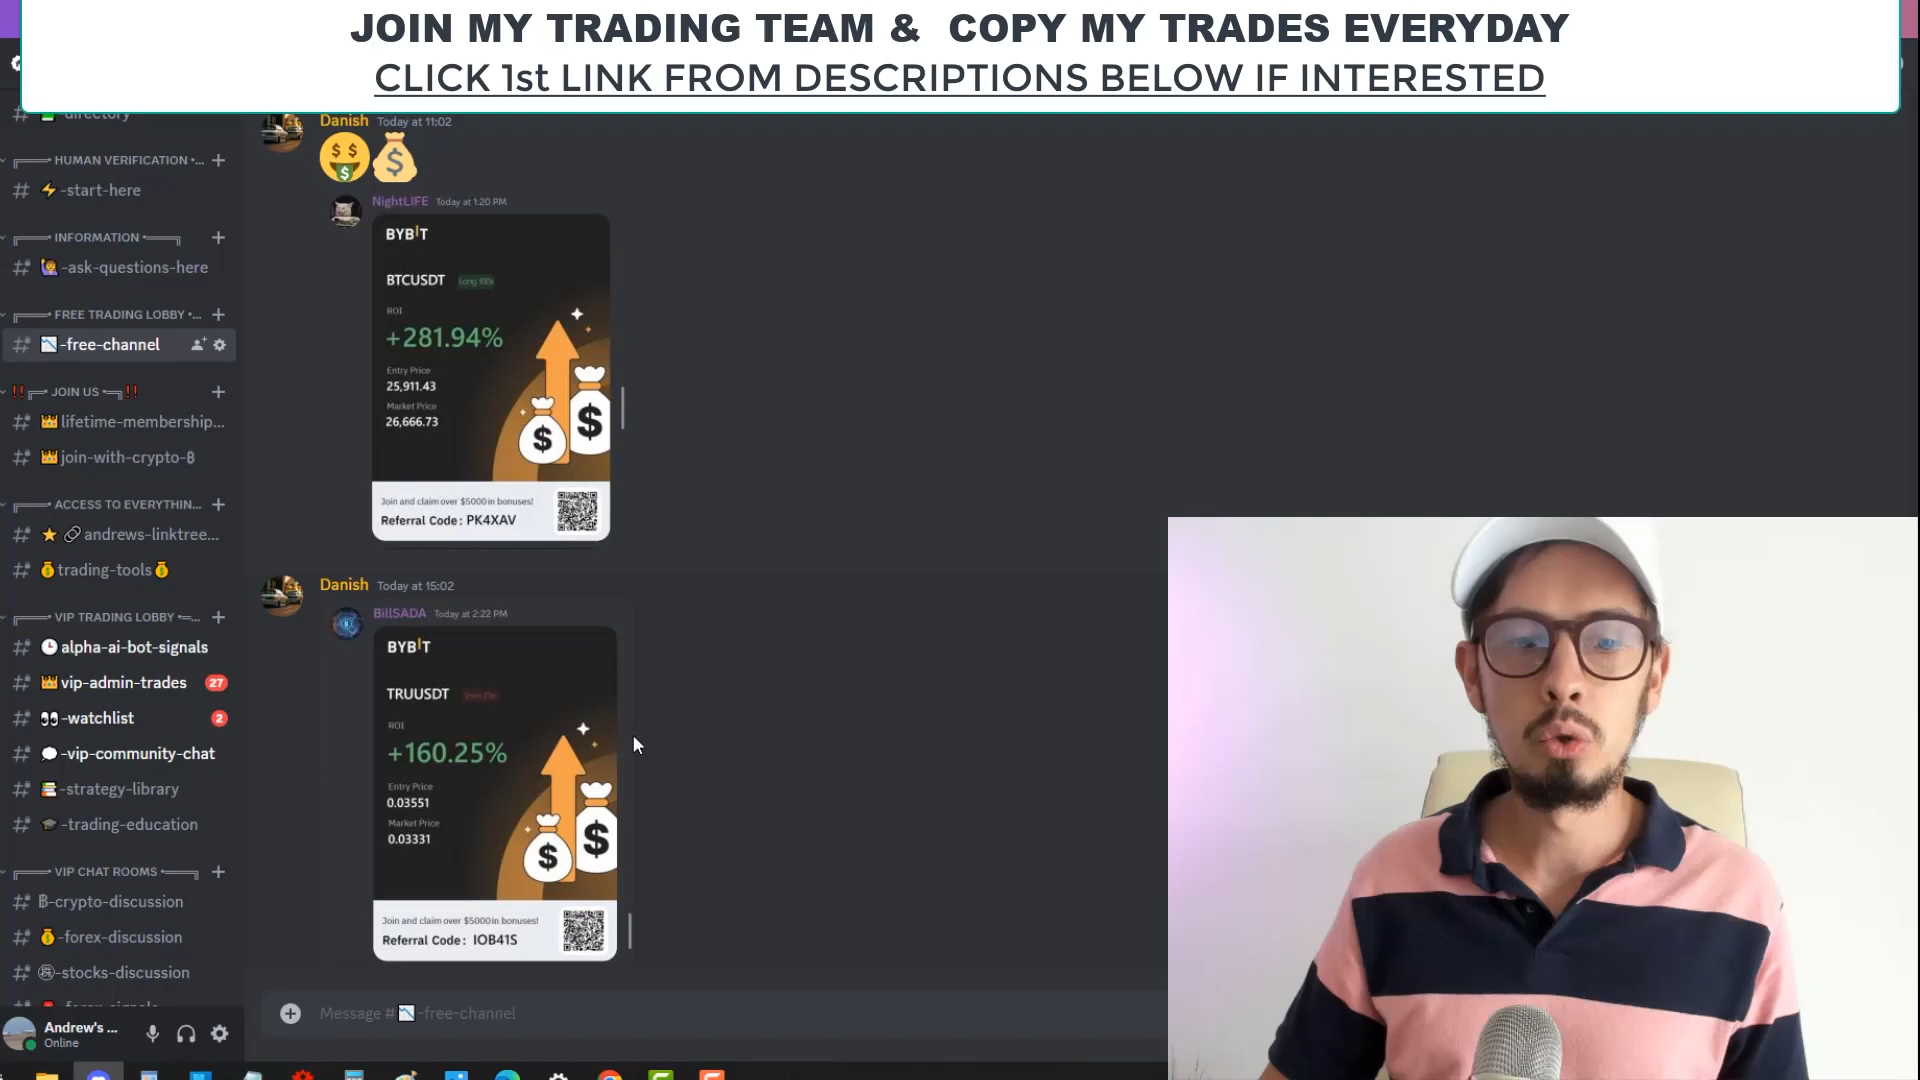 JOIN MY TRADING TEAM & COPY MY TRADES EVERYDAY
CLICK 1st LINK FROM DESCRIPTIONS BELOW IF INTERESTED
directory
HUMAN VERIFICATION •...
-start-here
INFORMATION
-ask-questions-here
FREE TRADING LOBBY •...
-free-channel
JOIN US
lifetime-membership...
join-with-crypto-₿
ACCESS TO EVERYTHIN...
andrews-linktree...
trading-tools
VIP TRADING LOBBY •...
alpha-ai-bot-signals
vip-admin-trades 27
-watchlist 2
-vip-community-chat
-strategy-library
-trading-education
VIP CHAT ROOMS
₿-crypto-discussion
-forex-discussion
-stocks-discussion
-forex-signals
Andrew's ...
Online
Danish Today at 11:02
NightLIFE Today at 1:20 PM
BYBIT
BTCUSDT Long 100x
ROI
+281.94%
Entry Price
25,911.43
Market Price
26,666.73
Join and claim over $5000 in bonuses!
Referral Code: PK4XAV
Danish Today at 15:02
BillSADA Today at 2:22 PM
BYBIT
TRUUSDT
ROI
+160.25%
Entry Price
0.03551
Market Price
0.03331
Join and claim over $5000 in bonuses!
Referral Code: IOB41S
Message # -free-channel